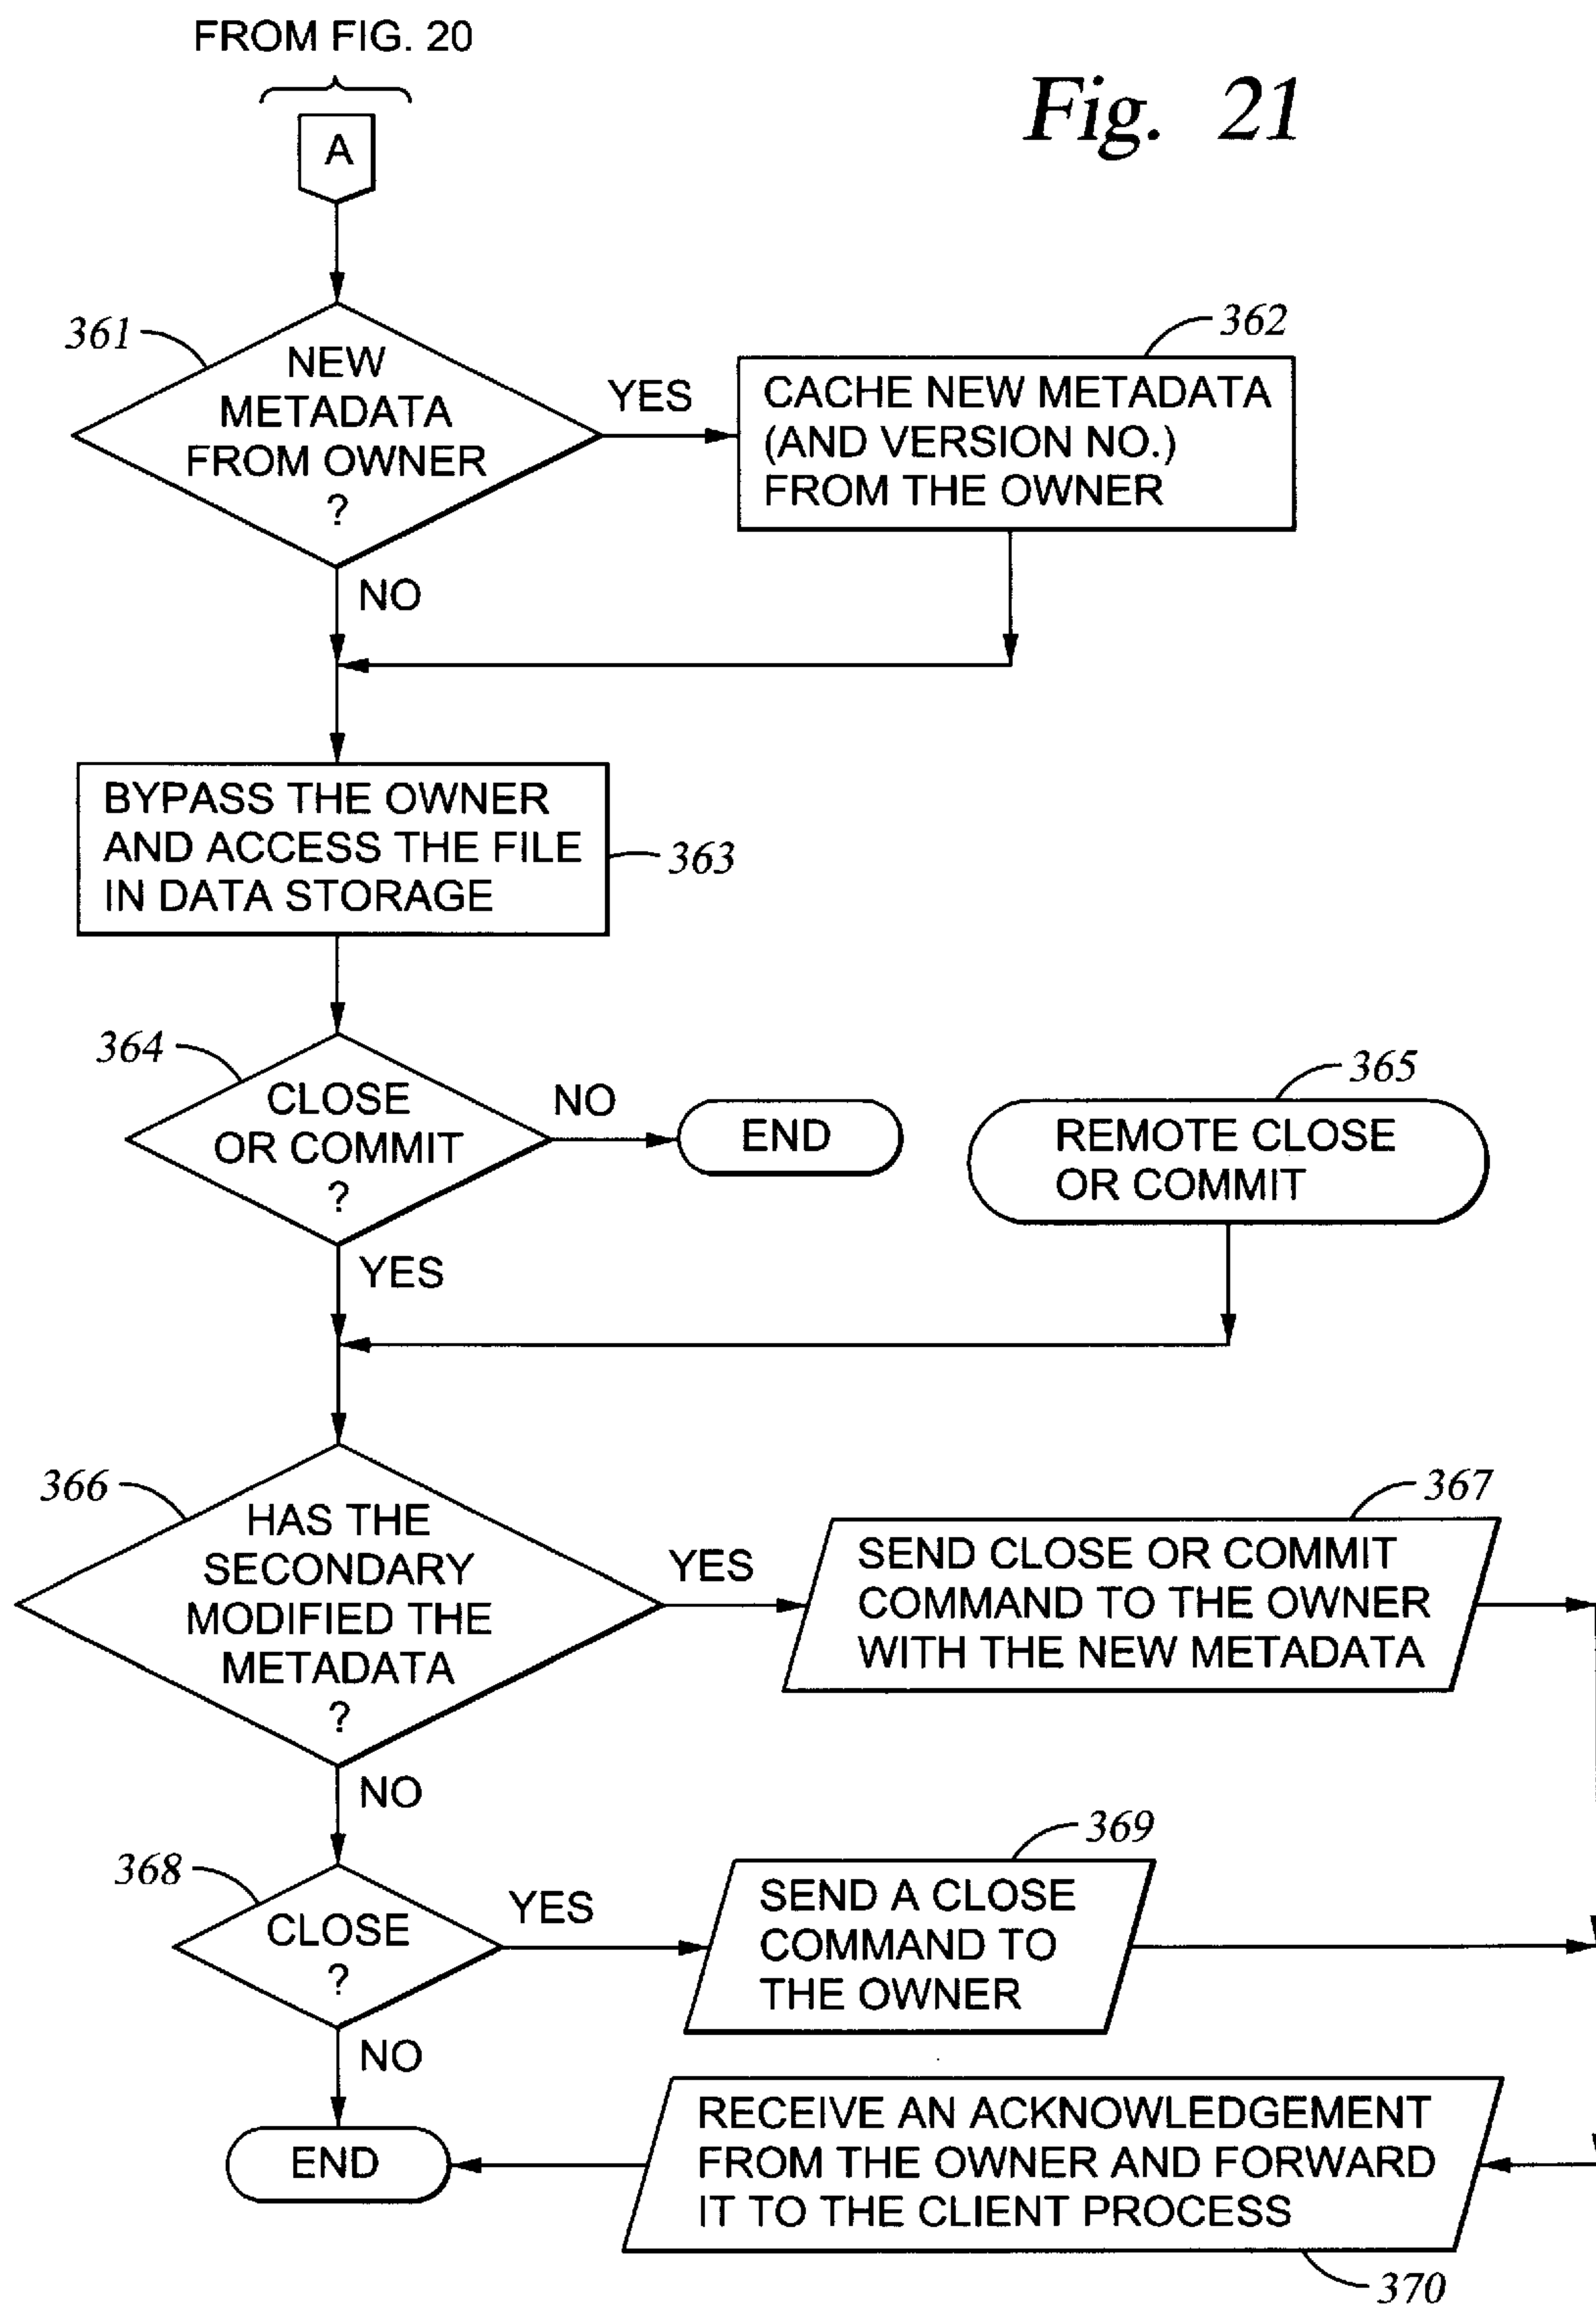 FROM FIG. 20
Fig. 21
A
361
NEW
METADATA
FROM OWNER
?
YES
362
CACHE NEW METADATA
(AND VERSION NO.)
FROM THE OWNER
NO
BYPASS THE OWNER
AND ACCESS THE FILE
IN DATA STORAGE
363
364
CLOSE
OR COMMIT
?
NO
END
365
REMOTE CLOSE
OR COMMIT
YES
366
HAS THE
SECONDARY
MODIFIED THE
METADATA
?
YES
367
SEND CLOSE OR COMMIT
COMMAND TO THE OWNER
WITH THE NEW METADATA
NO
368
CLOSE
?
YES
369
SEND A CLOSE
COMMAND TO
THE OWNER
NO
END
RECEIVE AN ACKNOWLEDGEMENT
FROM THE OWNER AND FORWARD
IT TO THE CLIENT PROCESS
370